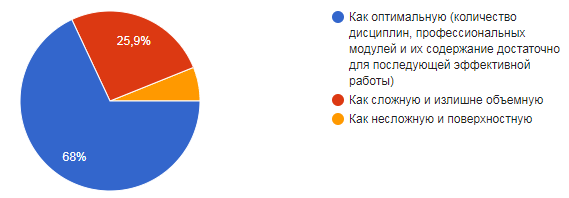 25,9%
68%
Как оптимальную (количество
дисциплин, профессиональных
модулей и их содержание достаточно
для последующей эффективной
работы)
Как сложную и излишне объемную
Как несложную и поверхностную